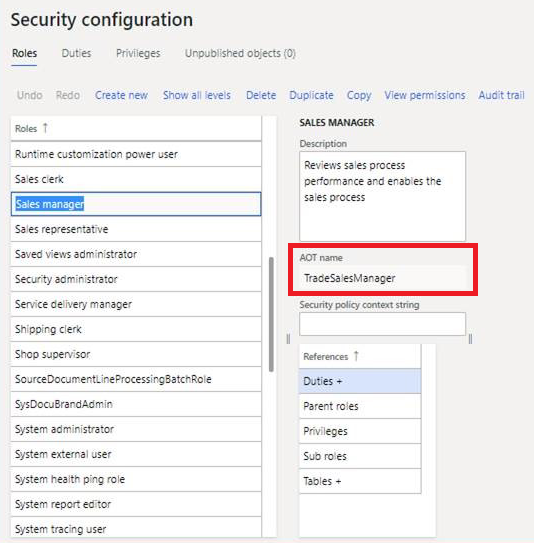 Security configuration
Roles Duties Privileges Unpublished objects (0)
Undo Redo Create new Show all levels Delete Duplicate Copy View permissions Audit trail
Roles ↑
Runtime customization power user
Sales clerk
Sales manager
Sales representative
Saved views administrator
Security administrator
Service delivery manager
Shipping clerk
Shop supervisor
SourceDocumentLineProcessingBatchRole
SysDocuBrandAdmin
System administrator
System external user
System health ping role
System report editor
System tracing user
SALES MANAGER
Description
Reviews sales process
performance and enables the
sales process
AOT name
TradeSalesManager
Security policy context string
References ↑
Duties +
Parent roles
Privileges
Sub roles
Tables +